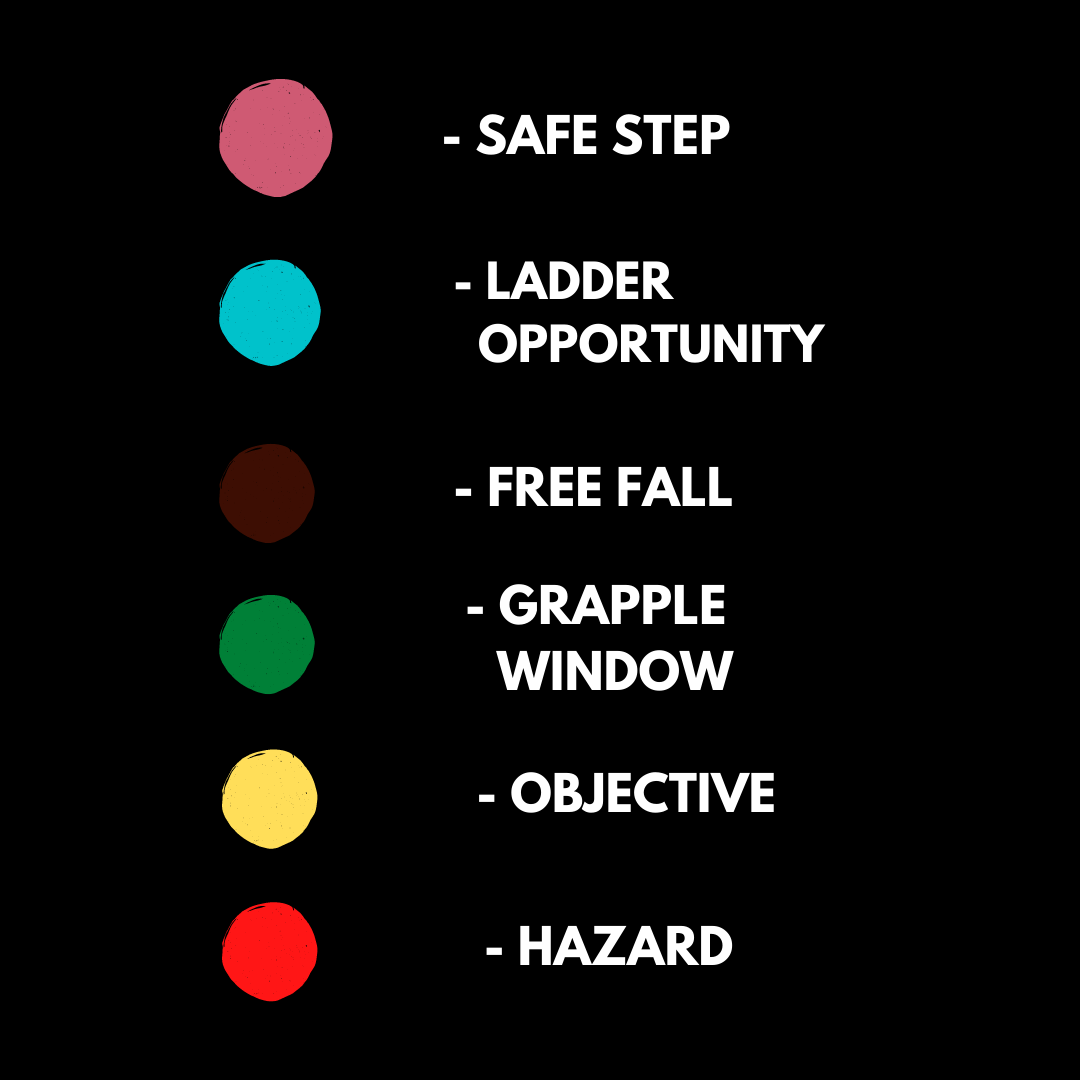 - SAFE STEP
- LADDER
OPPORTUNITY
- FREE FALL
- GRAPPLE
WINDOW
- OBJECTIVE
- HAZARD